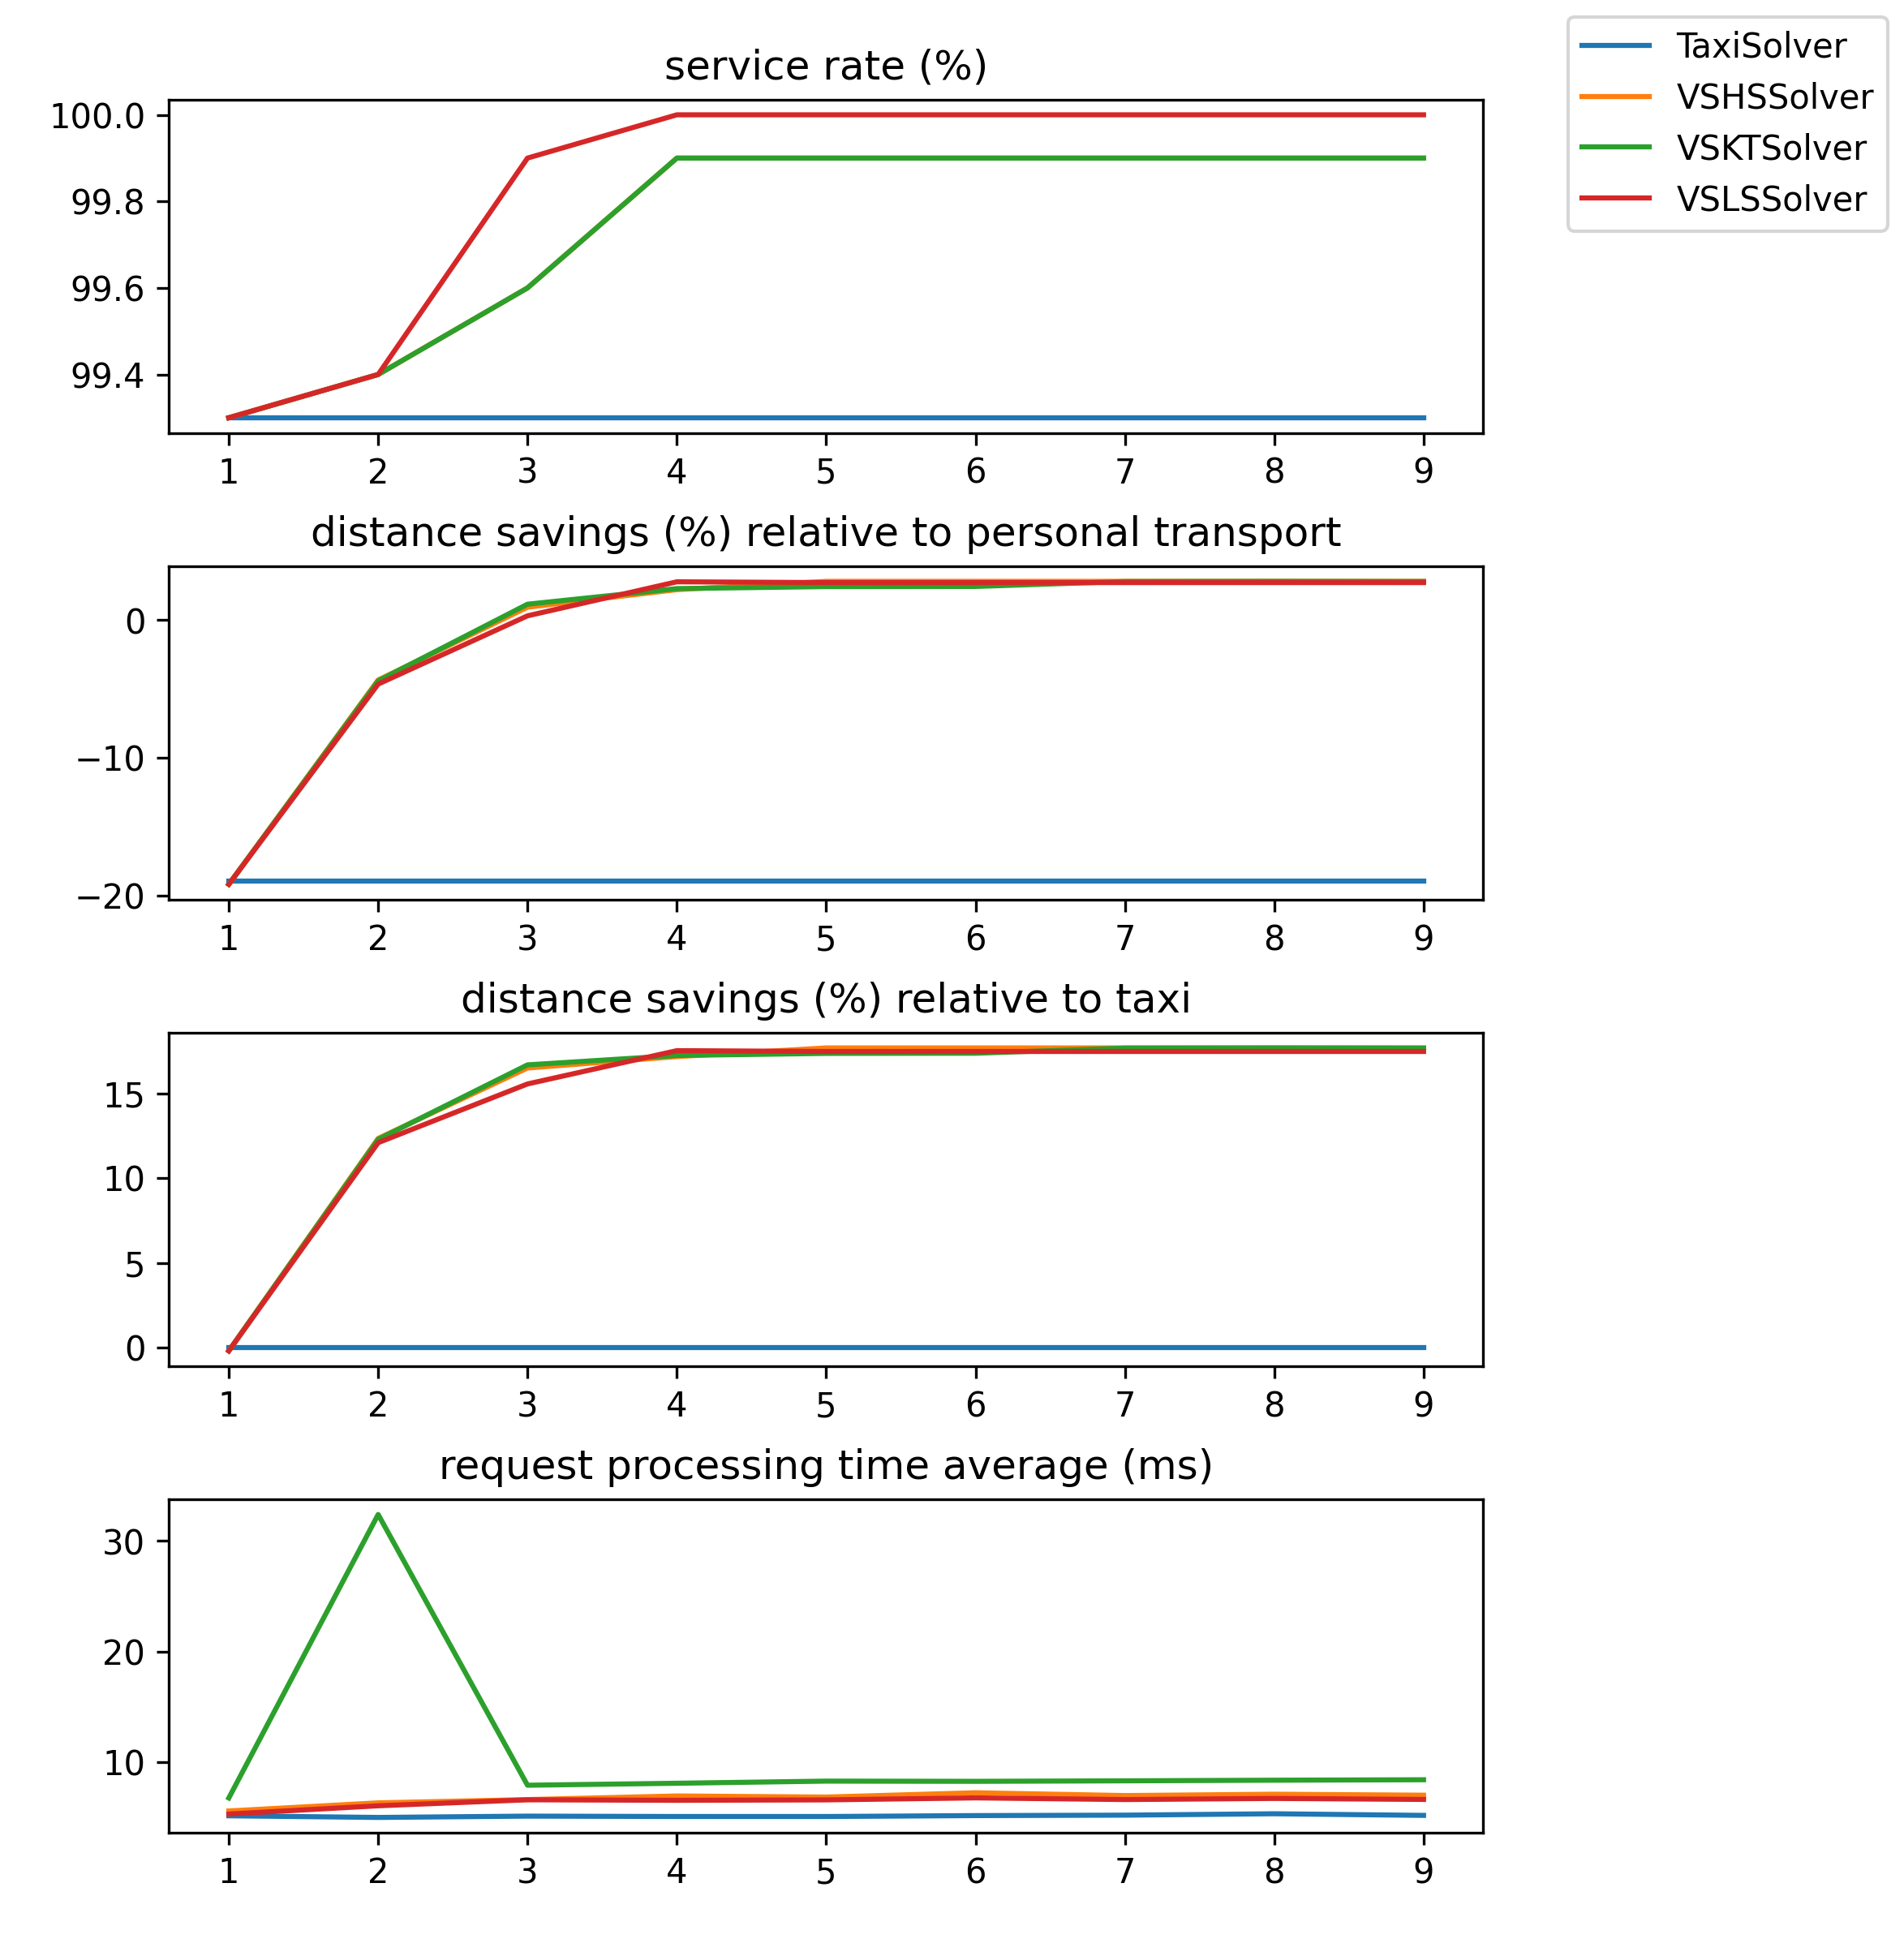 TaxiSolver
VSHSSolver
VSKTSolver
VSLSSolver
service rate (%)
100.0
99.8
99.6
99.4
1 2 3 4 5 6 7 8 9
distance savings (%) relative to personal transport
0
−10
−20
1 2 3 4 5 6 7 8 9
distance savings (%) relative to taxi
15
10
5
0
1 2 3 4 5 6 7 8 9
request processing time average (ms)
30
20
10
1 2 3 4 5 6 7 8 9